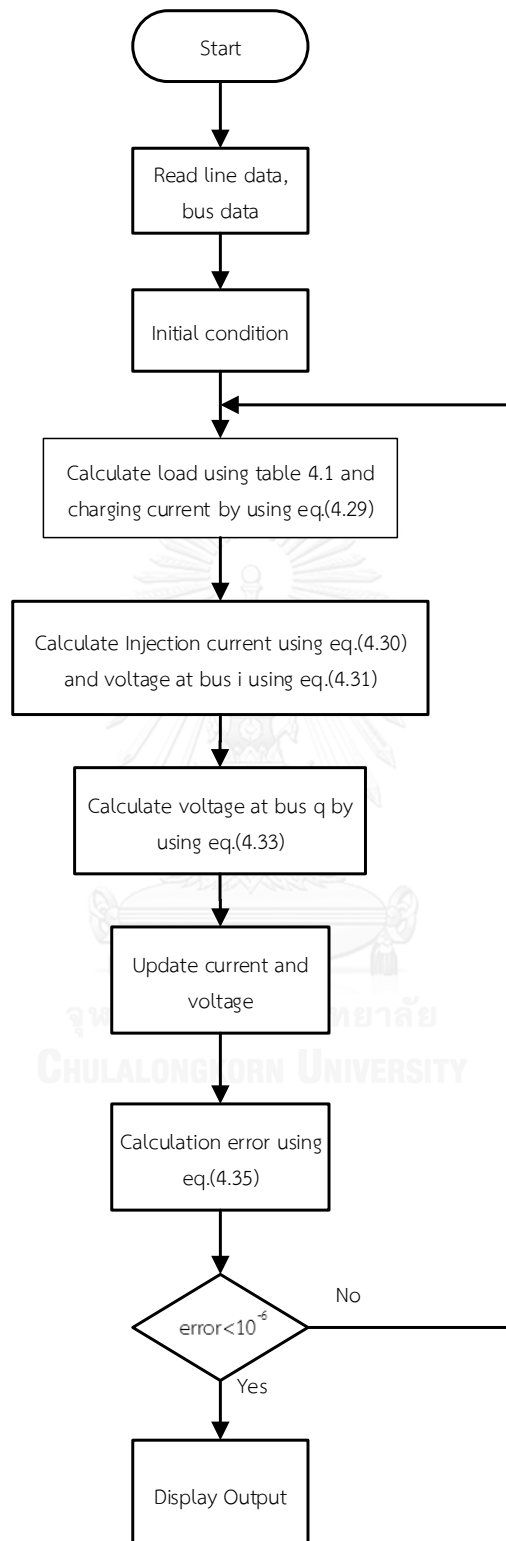 Start
Read line data,
bus data
Initial condition
Calculate load using table 4.1 and
charging current by using eq.(4.29)
Calculate Injection current using eq.(4.30)
and voltage at bus i using eq.(4.31)
Calculate voltage at bus q by
using eq.(4.33)
Update current and
voltage
CHULALONGKORN UNIVERSITY
Calculation error using
eq.(4.35)
error<10⁻⁶
No
Yes
Display Output